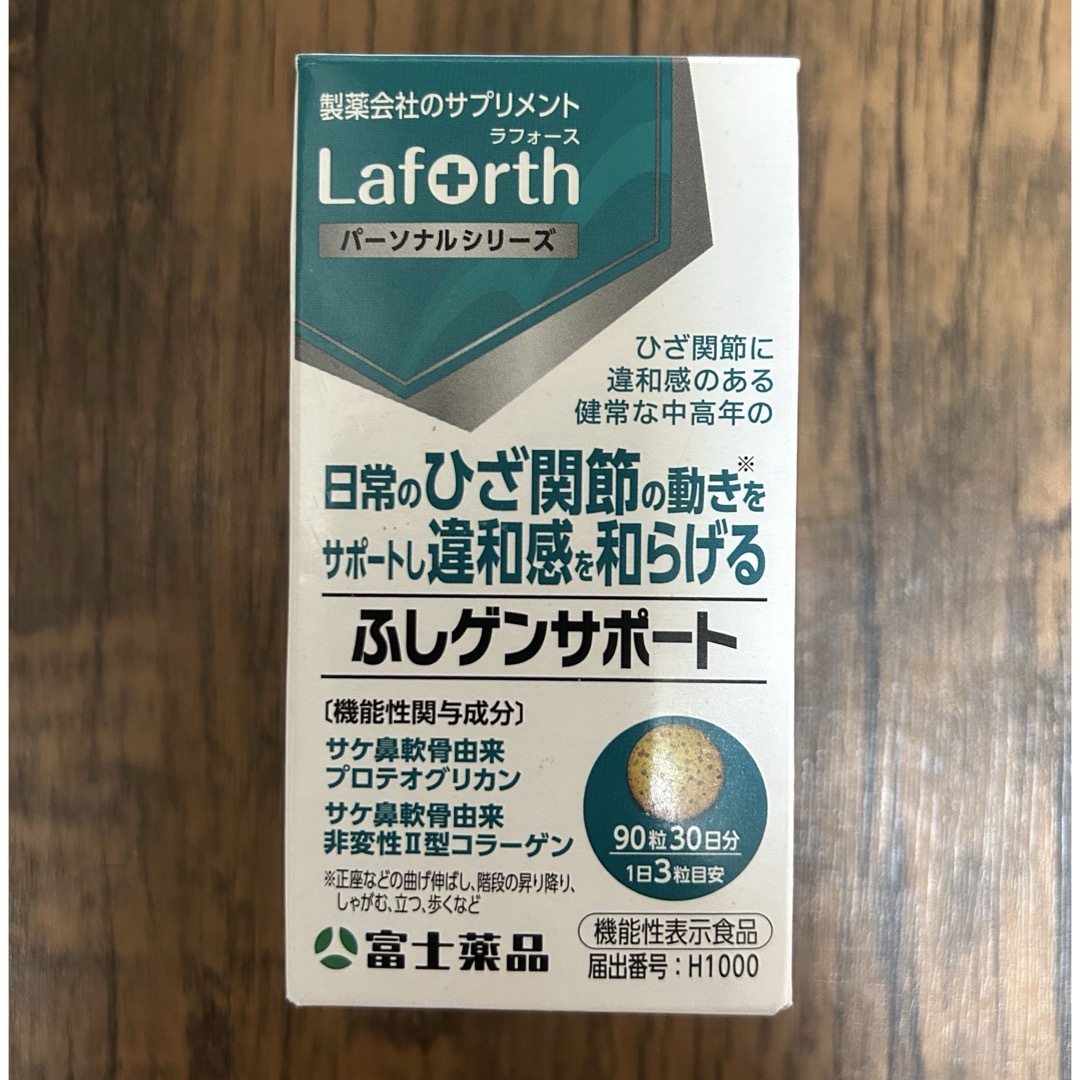 製薬会社のサプリメント
ラフォース
Laforth
パーソナルシリーズ
ひざ関節に
違和感のある
健常な中高年の
日常のひざ関節の動き※を
サポートし違和感を和らげる
ふしゲンサポート
〔機能性関与成分〕
サケ鼻軟骨由来
プロテオグリカン
サケ鼻軟骨由来
非変性Ⅱ型コラーゲン
※正座などの曲げ伸ばし、階段の昇り降り、
しゃがむ、立つ、歩くなど
90粒30日分
1日3粒目安
富士薬品
機能性表示食品
届出番号：H1000